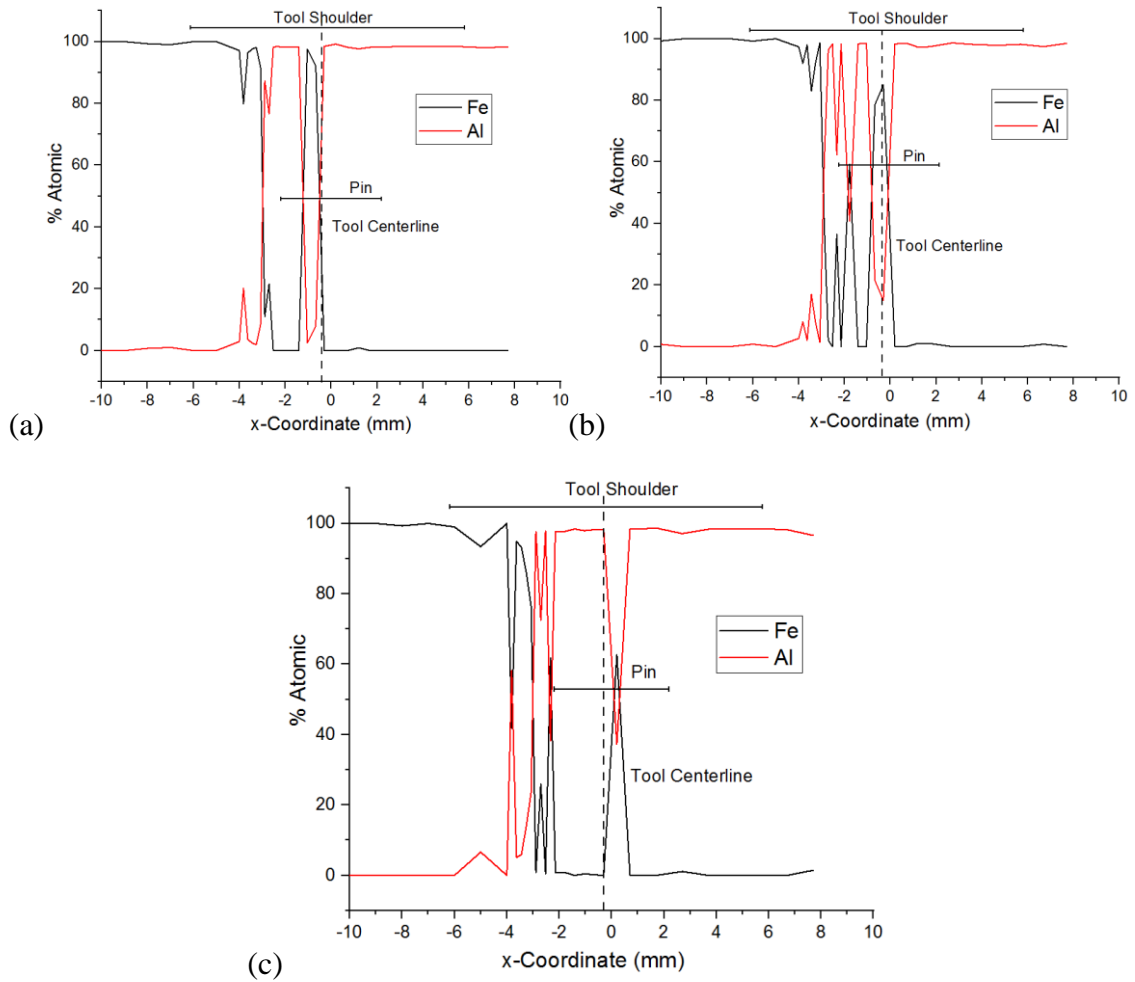 Tool Shoulder
100
80
60
40
20
0
% Atomic
Fe
Al
Pin
Tool Centerline
-10 -8 -6 -4 -2 0 2 4 6 8 10
x-Coordinate (mm)
(a)
Tool Shoulder
100
80
60
40
20
0
% Atomic
Fe
Al
Pin
Tool Centerline
-10 -8 -6 -4 -2 0 2 4 6 8 10
x-Coordinate (mm)
(b)
Tool Shoulder
100
80
60
40
20
0
% Atomic
Fe
Al
Pin
Tool Centerline
-10 -8 -6 -4 -2 0 2 4 6 8 10
x-Coordinate (mm)
(c)